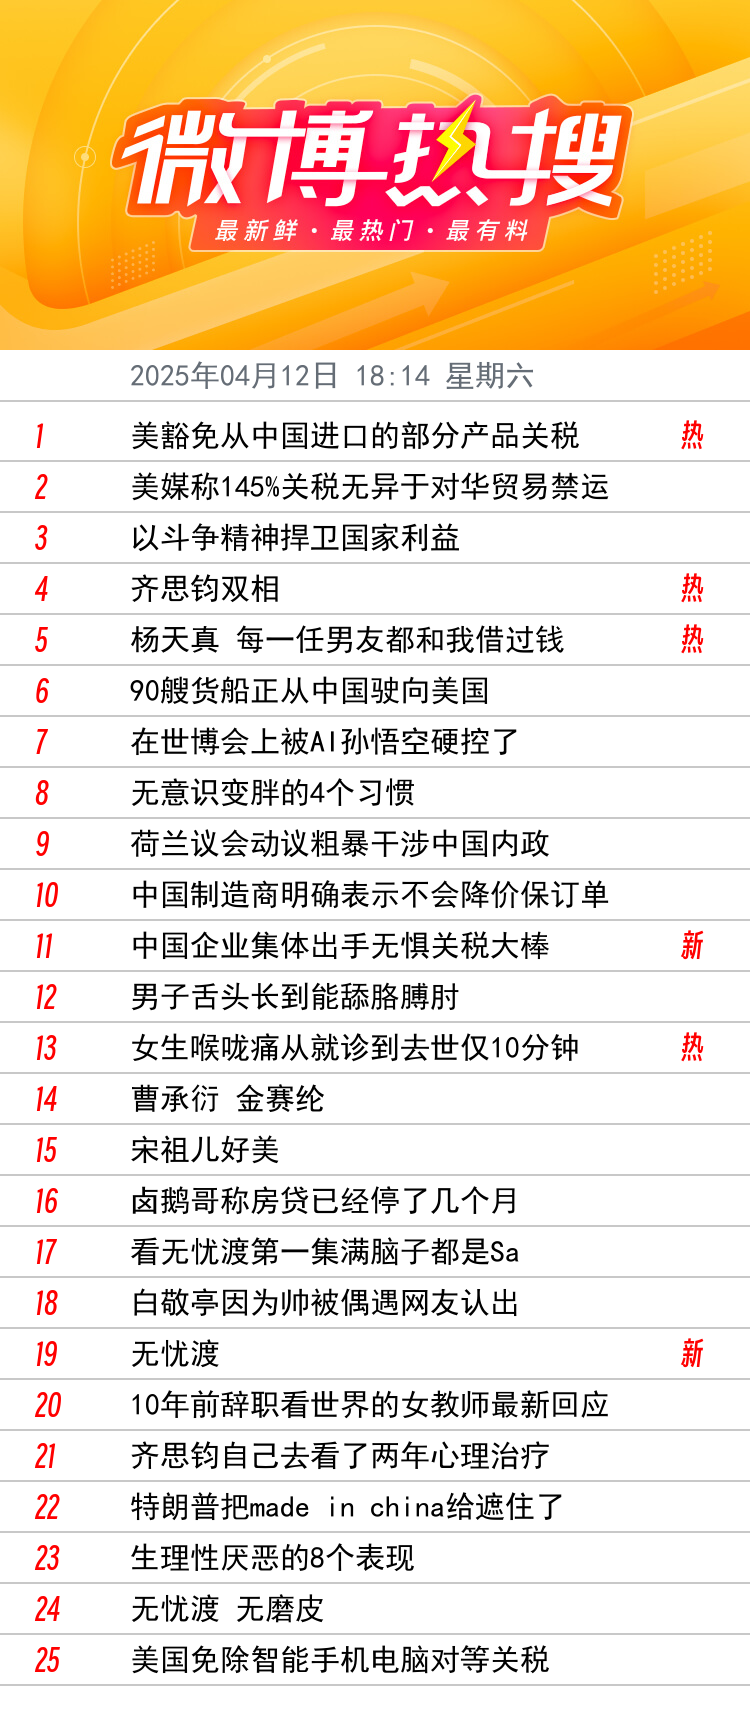 微博热搜
最新鲜·最热门·最有料
2025年04月12日 18:14 星期六
1 美豁免从中国进口的部分产品关税 热
2 美媒称145%关税无异于对华贸易禁运
3 以斗争精神捍卫国家利益
4 齐思钧双相 热
5 杨天真 每一任男友都和我借过钱 热
6 90艘货船正从中国驶向美国
7 在世博会上被AI孙悟空硬控了
8 无意识变胖的4个习惯
9 荷兰议会动议粗暴干涉中国内政
10 中国制造商明确表示不会降价保订单
11 中国企业集体出手无惧关税大棒 新
12 男子舌头长到能舔胳膊肘
13 女生喉咙痛从就诊到去世仅10分钟 热
14 曹承衍 金赛纶
15 宋祖儿好美
16 卤鹅哥称房贷已经停了几个月
17 看无忧渡第一集满脑子都是Sa
18 白敬亭因为帅被偶遇网友认出
19 无忧渡 新
20 10年前辞职看世界的女教师最新回应
21 齐思钧自己去看了两年心理治疗
22 特朗普把made in china给遮住了
23 生理性厌恶的8个表现
24 无忧渡 无磨皮
25 美国免除智能手机电脑对等关税